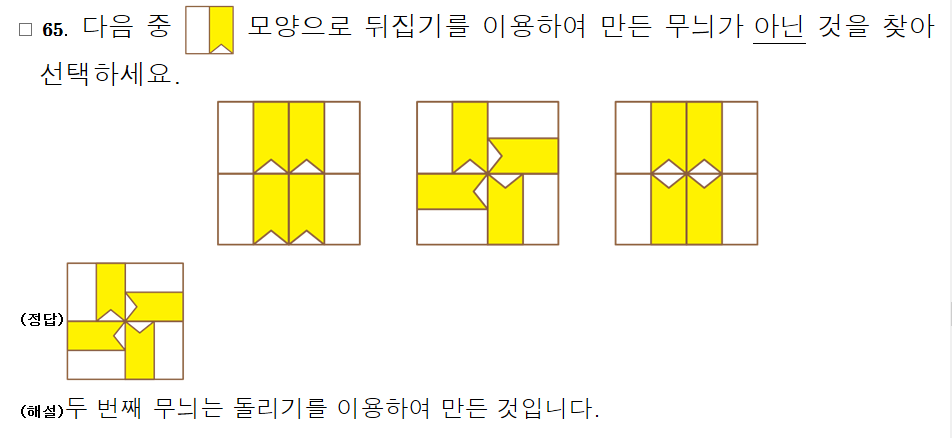 □ 65. 다음 중 모양으로 뒤집기를 이용하여 만든 무늬가 아닌 것을 찾아
선택하세요.
(정답)
(해설)두 번째 무늬는 돌리기를 이용하여 만든 것입니다.